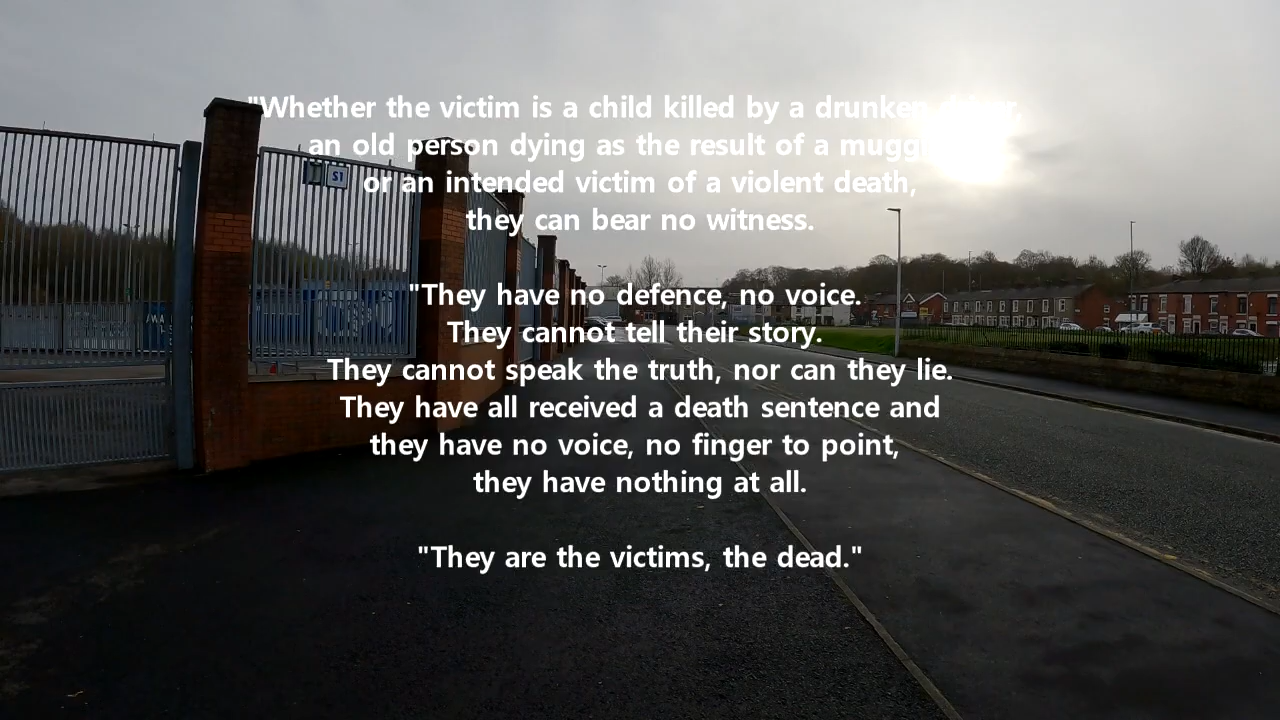 "Whether the victim is a child killed by a drunken
an old person dying as the result of a
or an intended victim of a violent death,
they can bear no witness.
"They have no defence, no voice.
They cannot tell their story.
They cannot speak the truth, nor can they lie.
They have all received a death sentence and
they have no voice, no finger to point,
they have nothing at all.
"They are the victims, the dead."
S1